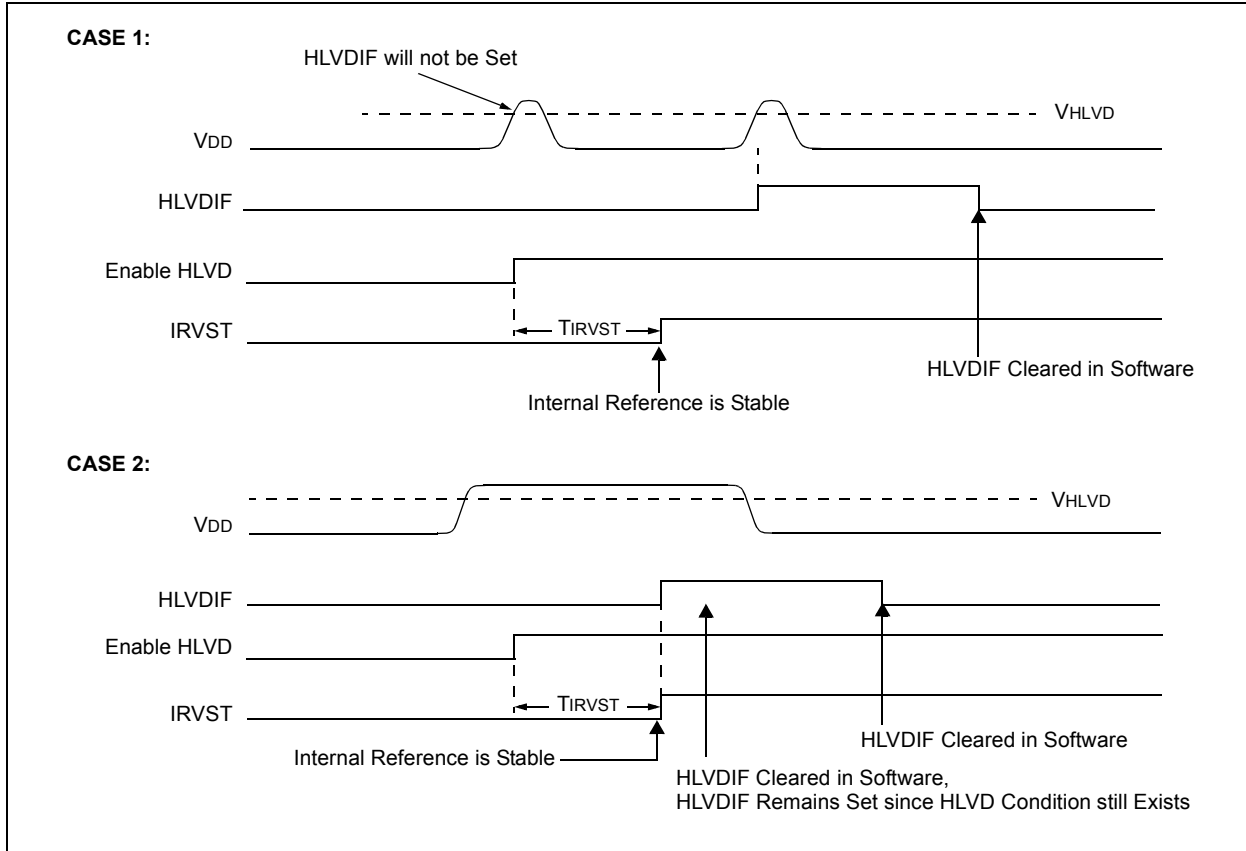 CASE 1:
HLVDIF will not be Set
VHLVD
VDD
HLVDIF
Enable HLVD
TIRVST
IRVST
HLVDIF Cleared in Software
Internal Reference is Stable
CASE 2:
VHLVD
VDD
HLVDIF
Enable HLVD
TIRVST
IRVST
HLVDIF Cleared in Software
Internal Reference is Stable
HLVDIF Cleared in Software,
HLVDIF Remains Set since HLVD Condition still Exists